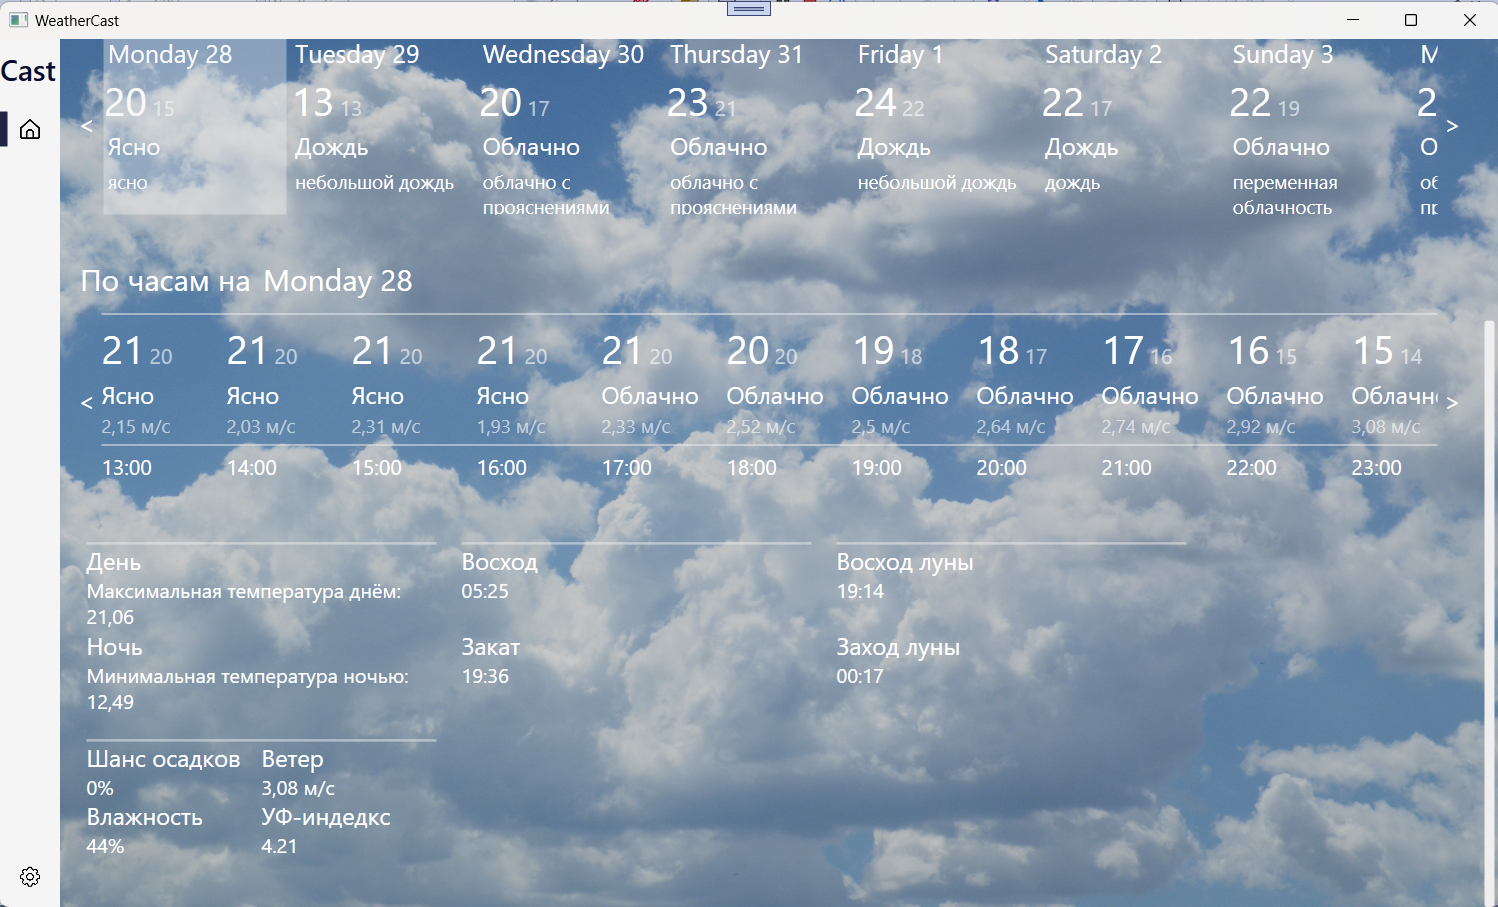 WeatherCast
Cast
Monday 28
Tuesday 29
Wednesday 30
Thursday 31
Friday 1
Saturday 2
Sunday 3
M
20 15
13 13
20 17
23 21
24 22
22 17
22 19
2
<
>
Ясно
Дождь
Облачно
Облачно
Дождь
Дождь
Облачно
О
ясно
небольшой дождь
облачно с
прояснениями
облачно с
прояснениями
небольшой дождь
дождь
переменная
облачность
По часам на Monday 28
21 20
21 20
21 20
21 20
21 20
20 20
19 18
18 17
17 16
16 15
15 14
<
>
Ясно
Ясно
Ясно
Ясно
Облачно
Облачно
Облачно
Облачно
Облачно
Облачно
Облачн
2,15 м/с
2,03 м/с
2,31 м/с
1,93 м/с
2,33 м/с
2,52 м/с
2,5 м/с
2,64 м/с
2,74 м/с
2,92 м/с
3,08 м/с
13:00
14:00
15:00
16:00
17:00
18:00
19:00
20:00
21:00
22:00
23:00
День
Максимальная температура днём:
21,06
Ночь
Минимальная температура ночью:
12,49
Восход
05:25
Закат
19:36
Восход луны
19:14
Заход луны
00:17
Шанс осадков
0%
Ветер
3,08 м/с
Влажность
44%
УФ-индедкс
4.21